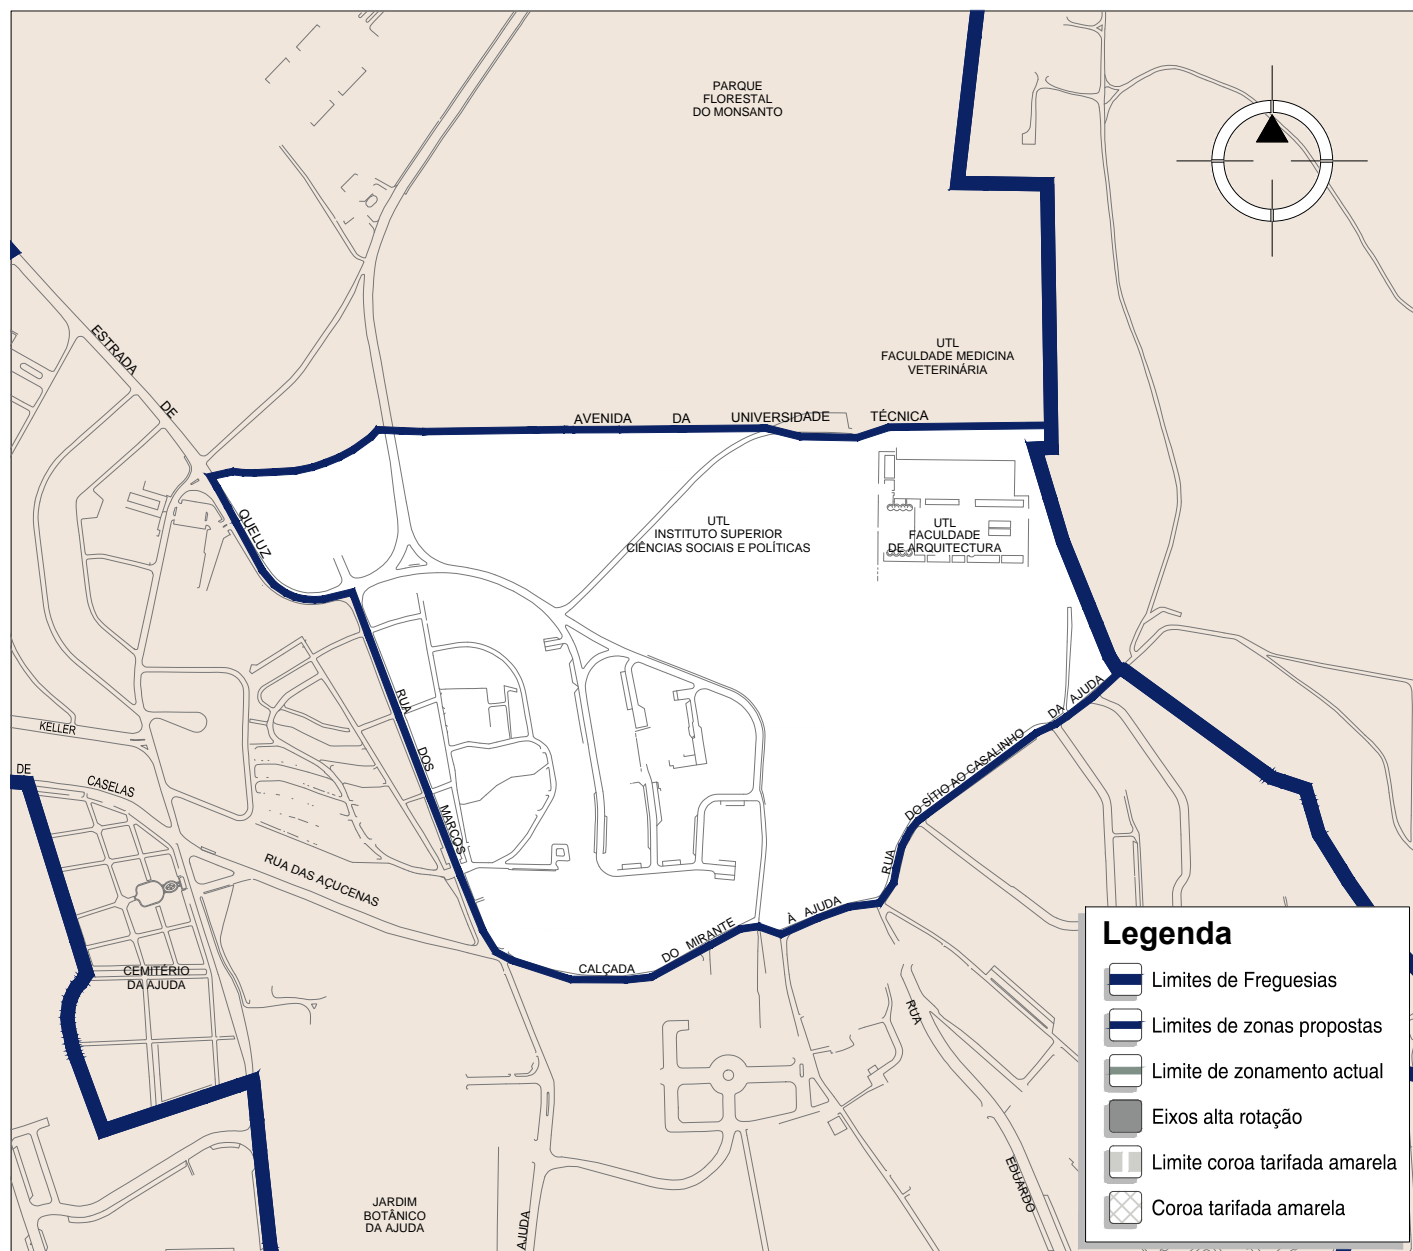 PARQUE
FLORESTAL
DO MONSANTO
ESTRADA
DE
QUELUZ
UTL
FACULDADE MEDICINA
VETERINÁRIA
AVENIDA DA UNIVERSIDADE TÉCNICA
UTL
INSTITUTO SUPERIOR
CIÊNCIAS SOCIAIS E POLÍTICAS
UTL
FACULDADE
DE ARQUITECTURA
RUA DOS MARCOS
KELLER
DE CASELAS
RUA DAS AÇUCENAS
CEMITÉRIO
DA AJUDA
CALÇADA DO MIRANTE À AJUDA
RUA DO SÍTIO AO CASALINHO DA AJUDA
RUA
EDUARDO
JARDIM
BOTÂNICO
DA AJUDA
AJUDA
Legenda
Limites de Freguesias
Limites de zonas propostas
Limite de zonamento actual
Eixos alta rotação
Limite coroa tarifada amarela
Coroa tarifada amarela